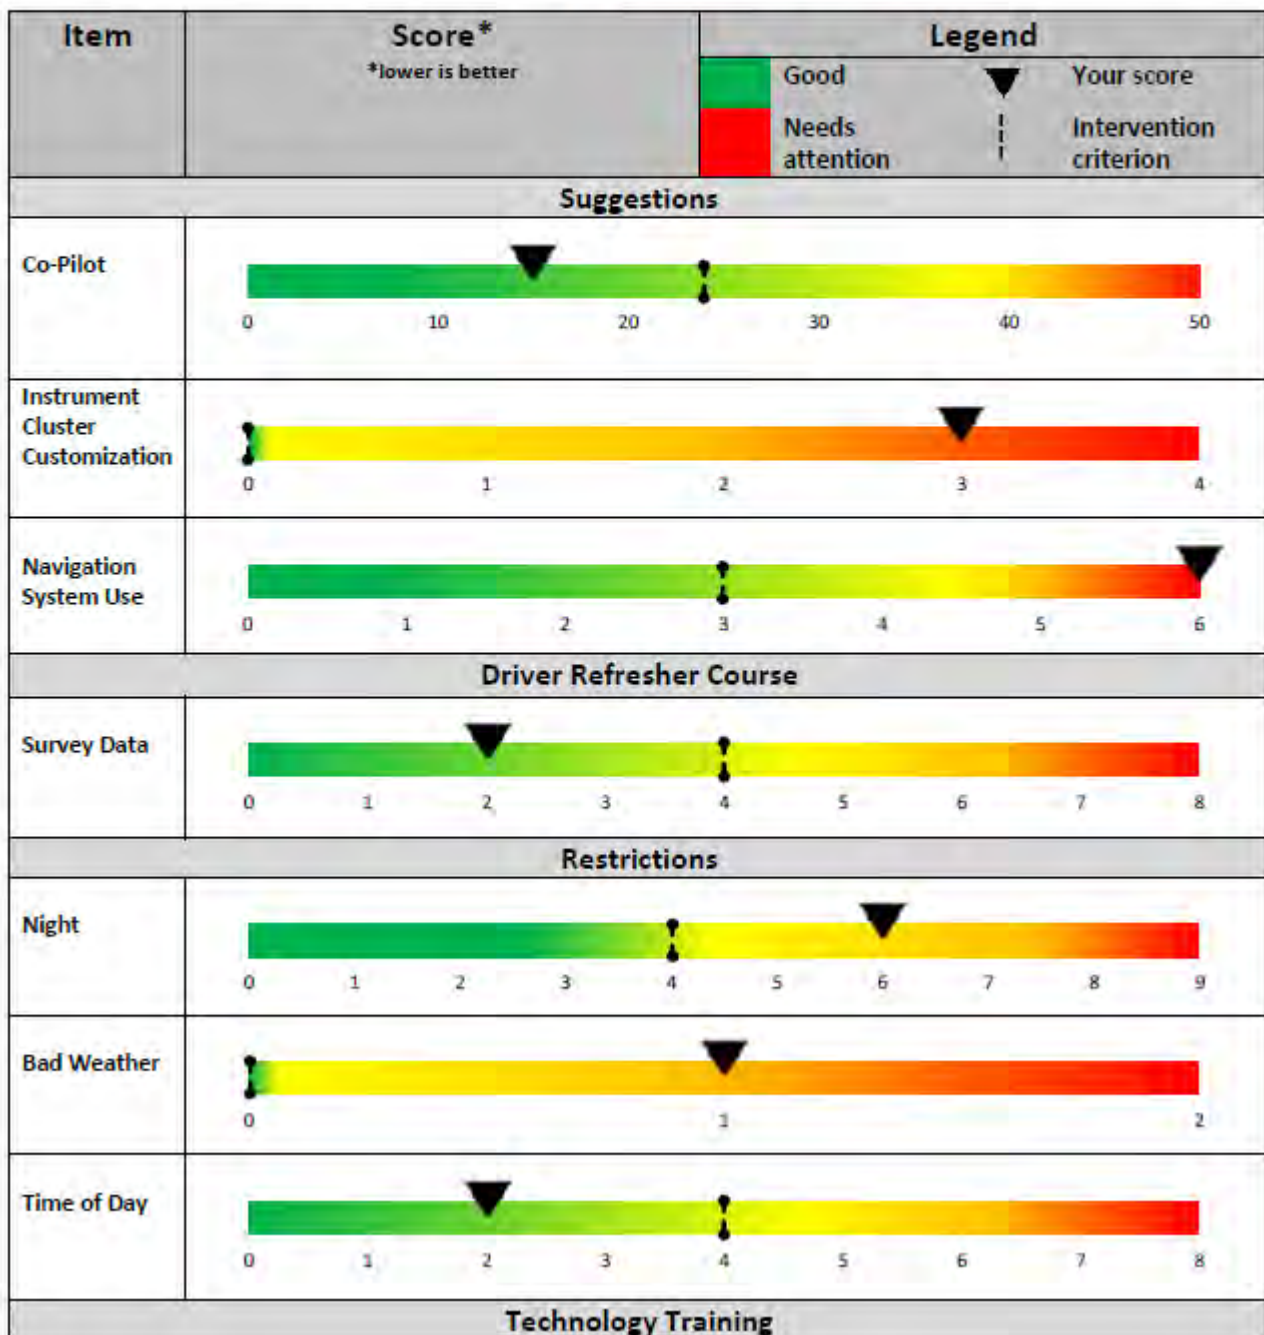 Item
Score*
*lower is better
Legend
Good
Your score
Needs
attention
Intervention
criterion
Suggestions
Co-Pilot
0 10 20 30 40 50
Instrument
Cluster
Customization
0 1 2 3 4
Navigation
System Use
0 1 2 3 4 5 6
Driver Refresher Course
Survey Data
0 1 2 3 4 5 6 7 8
Restrictions
Night
0 1 2 3 4 5 6 7 8 9
Bad Weather
0 1 2
Time of Day
0 1 2 3 4 5 6 7 8
Technology Training